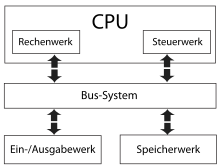 CPU
Rechenwerk Steuerwerk
Bus-System
Ein-/Ausgabewerk Speicherwerk